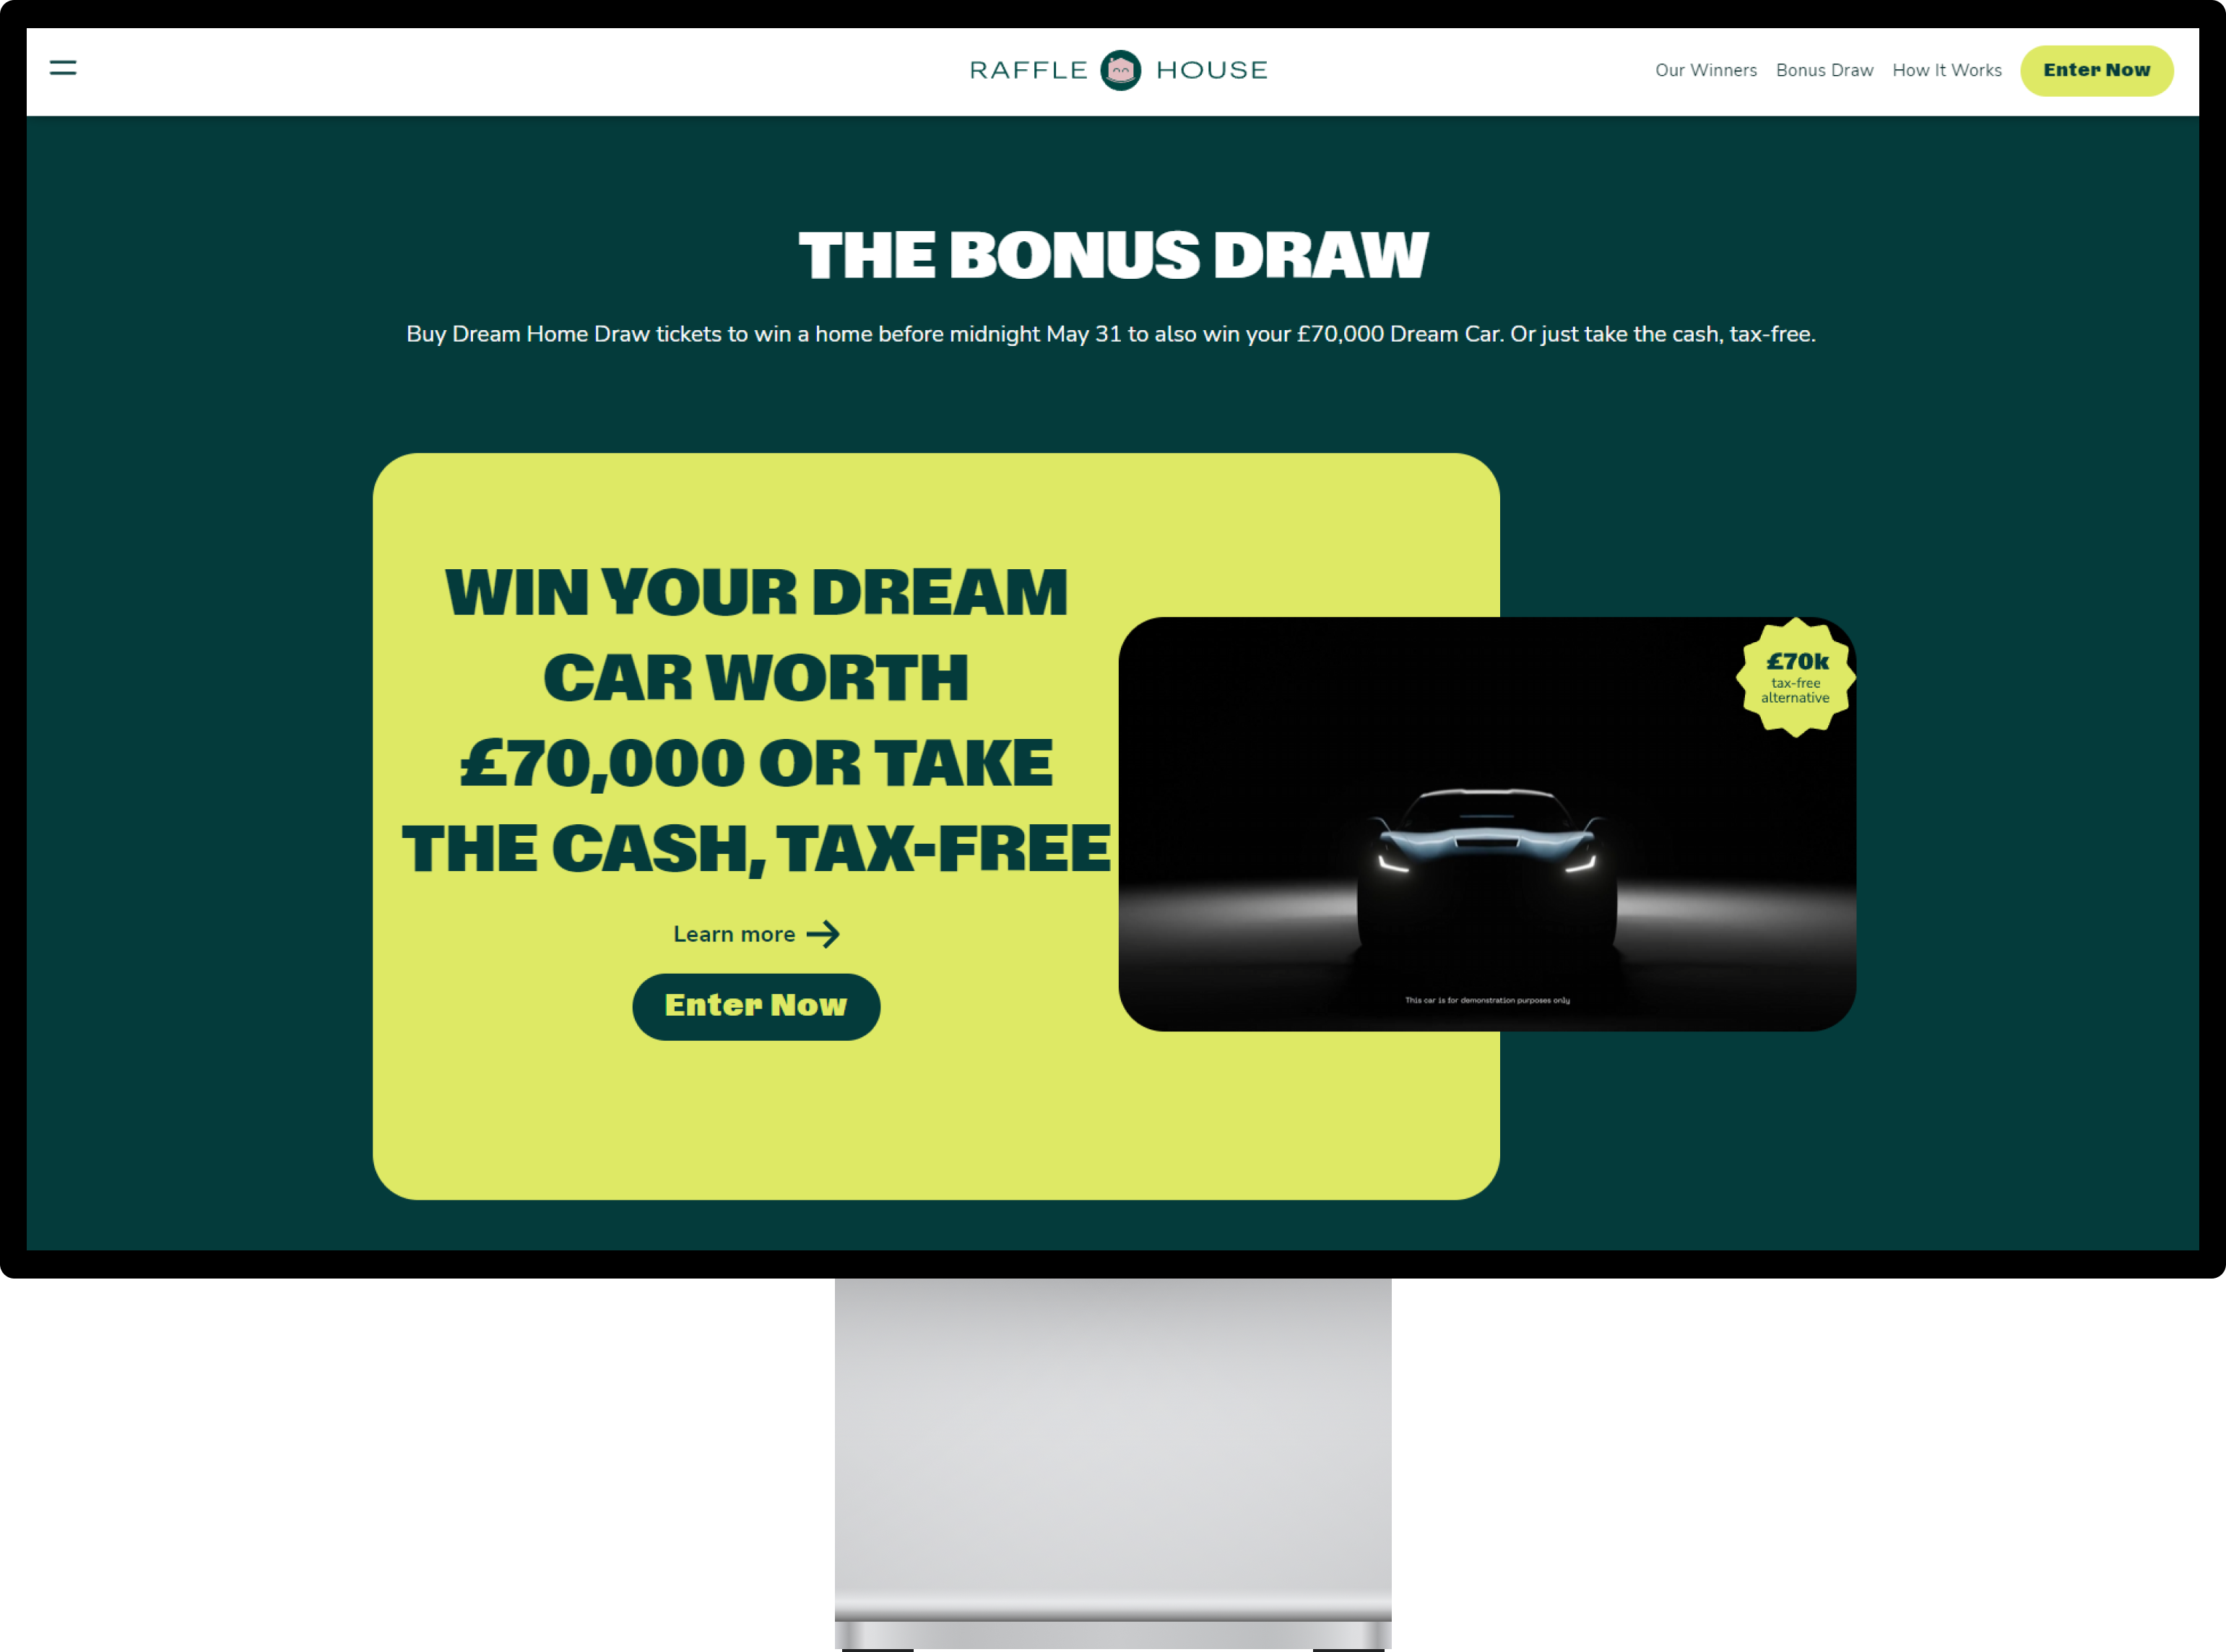 RAFFLE HOUSE
Our Winners Bonus Draw How It Works Enter Now
THE BONUS DRAW
Buy Dream Home Draw tickets to win a home before midnight May 31 to also win your £70,000 Dream Car. Or just take the cash, tax-free.
WIN YOUR DREAM
CAR WORTH
£70,000 OR TAKE
THE CASH, TAX-FREE
Learn more
Enter Now
£70k
tax-free
alternative
This car is for demonstration purposes only